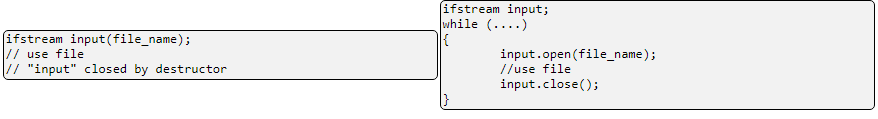 ifstream input(file_name);
// use file
// "input" closed by destructor
ifstream input;
while (....)
{
        input.open(file_name);
        //use file
        input.close();
}